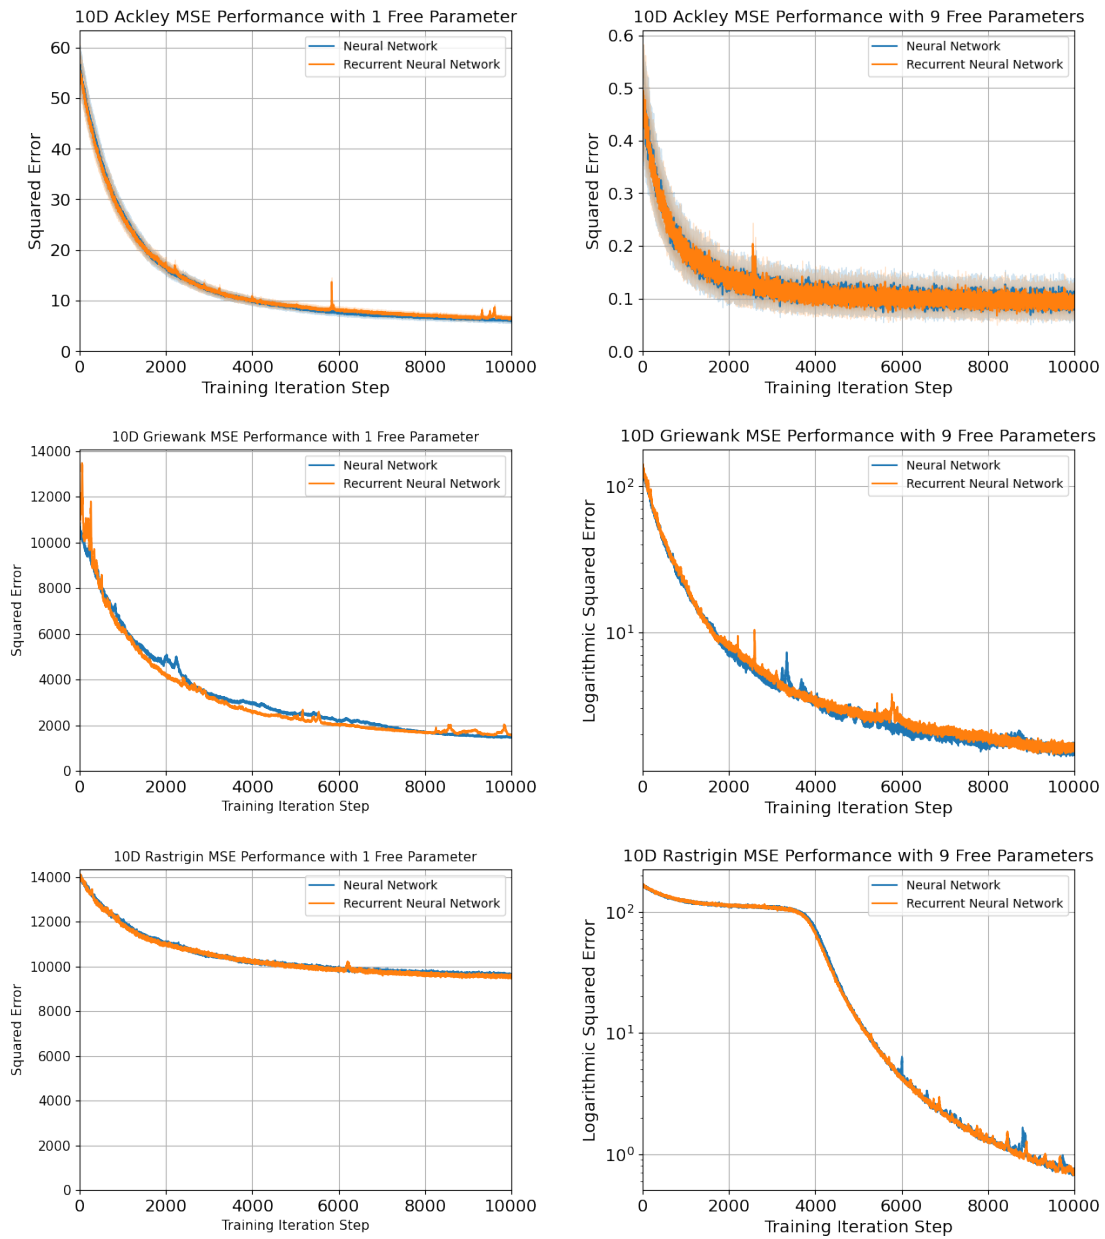 10D Ackley MSE Performance with 1 Free Parameter
Neural Network
Recurrent Neural Network
60
50
40
30
20
10
0
Squared Error
0 2000 4000 6000 8000 10000
Training Iteration Step
10D Ackley MSE Performance with 9 Free Parameters
Neural Network
Recurrent Neural Network
0.6
0.5
0.4
0.3
0.2
0.1
0.0
Squared Error
0 2000 4000 6000 8000 10000
Training Iteration Step
10D Griewank MSE Performance with 1 Free Parameter
Neural Network
Recurrent Neural Network
14000
12000
10000
8000
6000
4000
2000
0
Squared Error
0 2000 4000 6000 8000 10000
Training Iteration Step
10D Griewank MSE Performance with 9 Free Parameters
Neural Network
Recurrent Neural Network
10²
10¹
Logarithmic Squared Error
0 2000 4000 6000 8000 10000
Training Iteration Step
10D Rastrigin MSE Performance with 1 Free Parameter
Neural Network
Recurrent Neural Network
14000
12000
10000
8000
6000
4000
2000
0
Squared Error
0 2000 4000 6000 8000 10000
Training Iteration Step
10D Rastrigin MSE Performance with 9 Free Parameters
Neural Network
Recurrent Neural Network
10²
10¹
10⁰
Logarithmic Squared Error
0 2000 4000 6000 8000 10000
Training Iteration Step